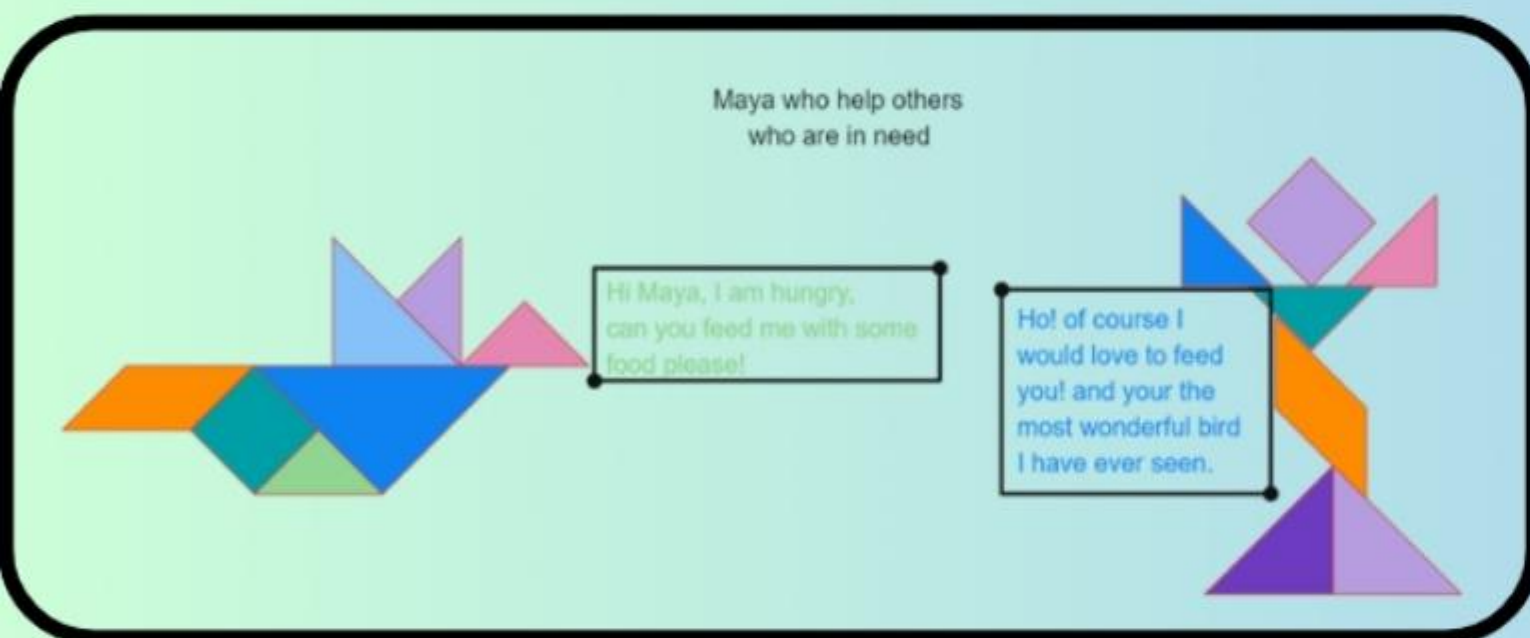 Maya who help others
who are in need
Hi Maya, I am hungry,
can you feed me with some
food please!
Ho! of course I
would love to feed
you! and your the
most wonderful bird
I have ever seen.